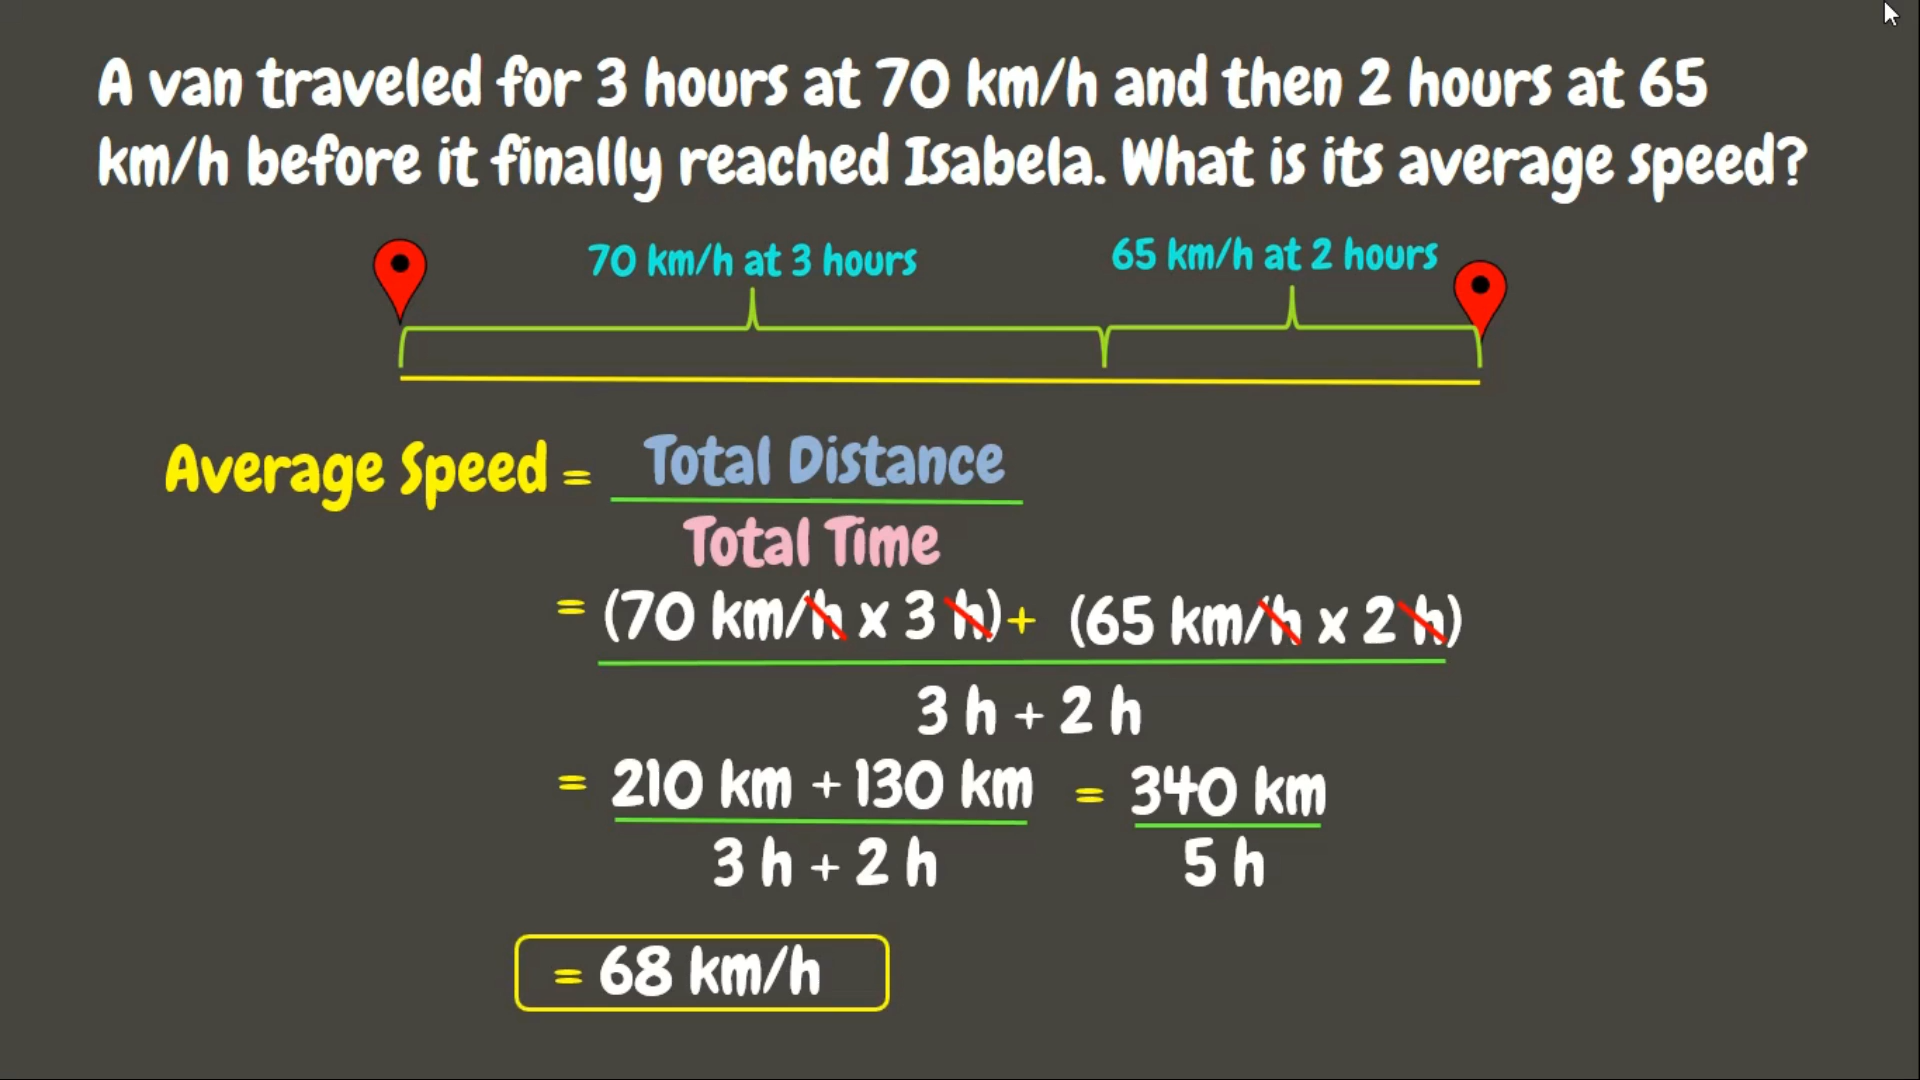 A van traveled for 3 hours at 70 km/h and then 2 hours at 65
km/h before it finally reached Isabela. What is its average speed?
70 km/h at 3 hours
65 km/h at 2 hours
Average Speed = Total Distance
Total Time
= (70 km/h x 3 h) + (65 km/h x 2 h)
3 h + 2 h
= 210 km + 130 km = 340 km
3 h + 2 h 5 h
= 68 km/h